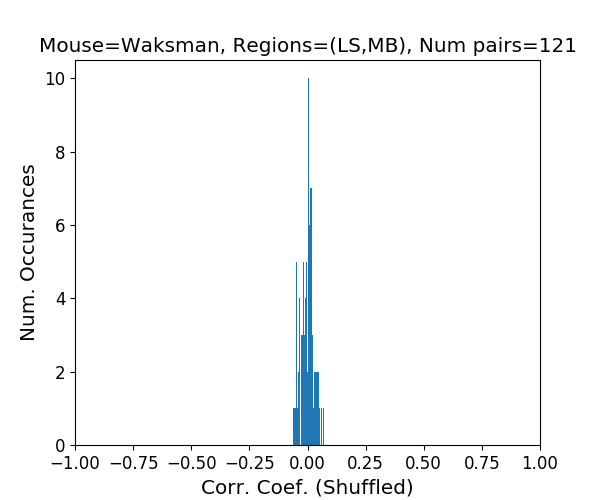 Mouse=Waksman, Regions=(LS,MB), Num pairs=121
10
8
6
4
2
0
Num. Occurances
−1.00 −0.75 −0.50 −0.25 0.00 0.25 0.50 0.75 1.00
Corr. Coef. (Shuffled)